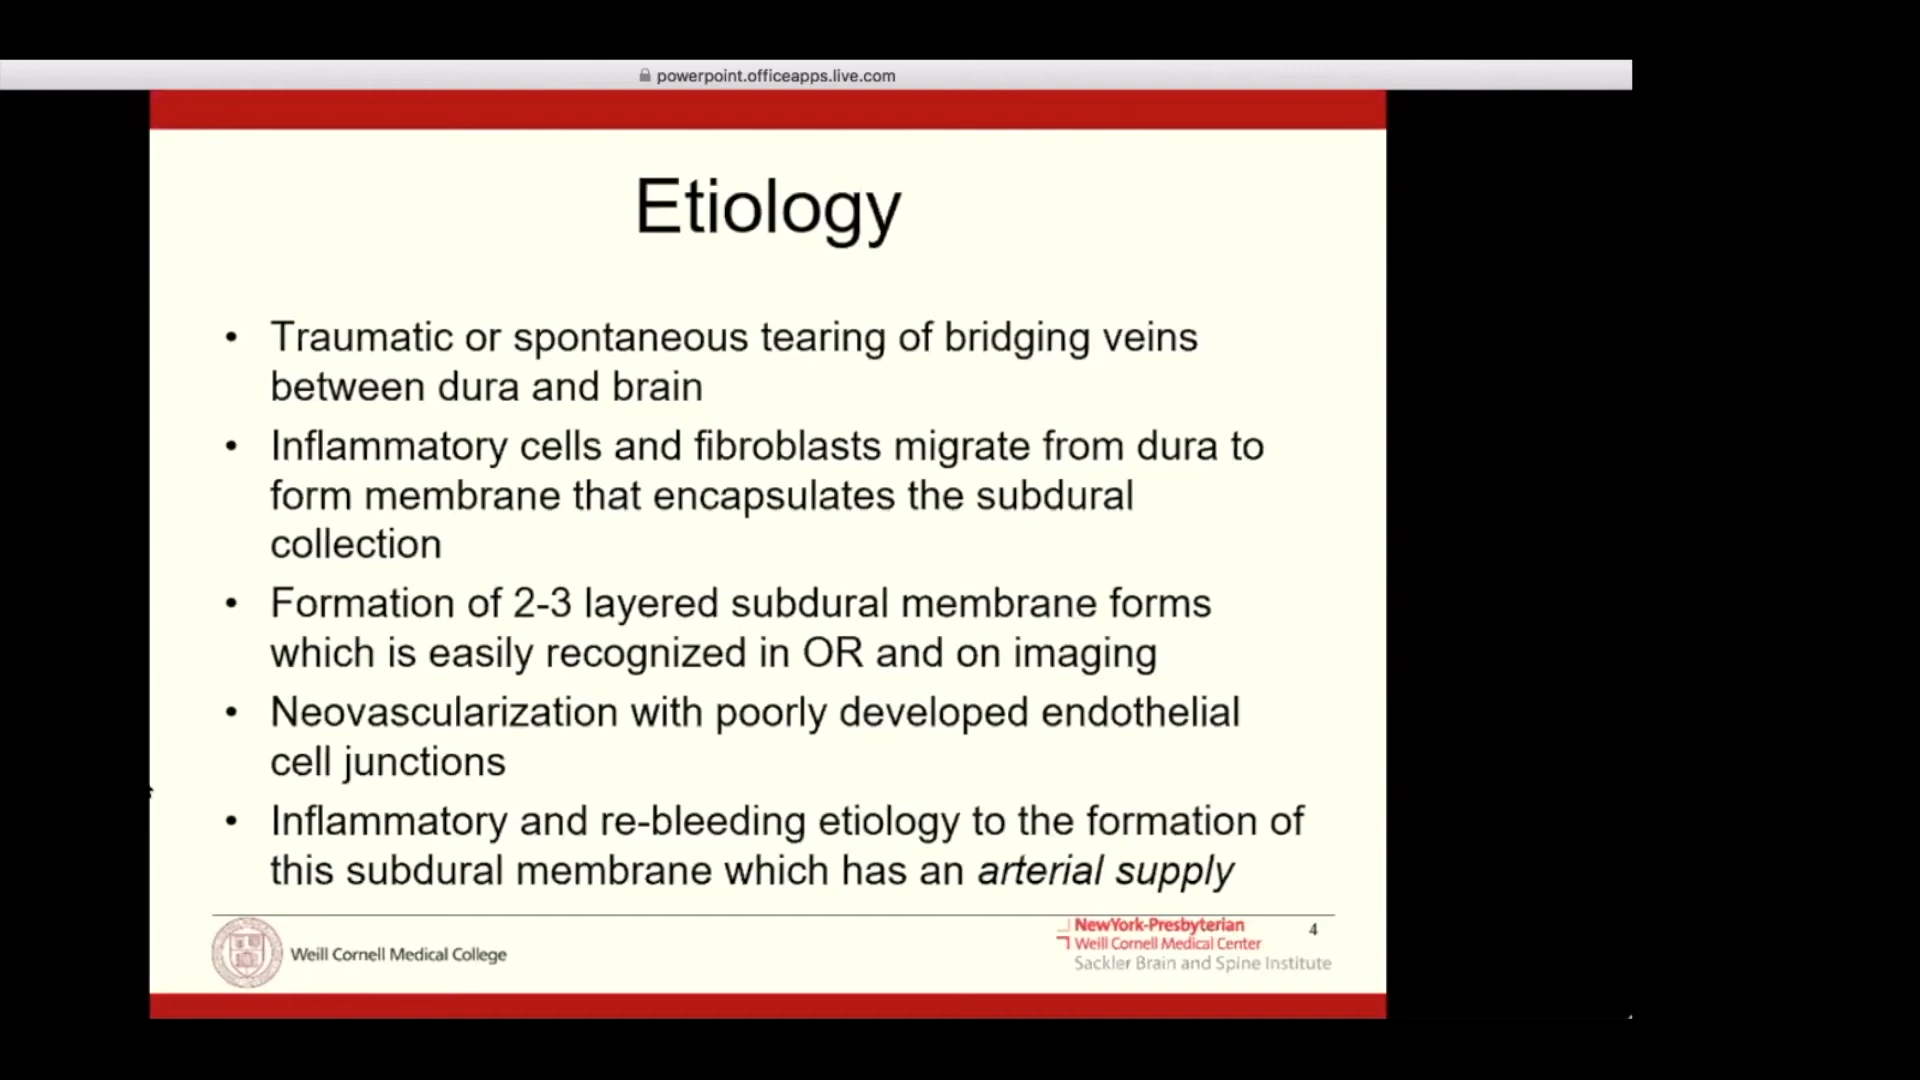 powerpoint.officeapps.live.com
Etiology
• Traumatic or spontaneous tearing of bridging veins
between dura and brain
• Inflammatory cells and fibroblasts migrate from dura to
form membrane that encapsulates the subdural
collection
• Formation of 2-3 layered subdural membrane forms
which is easily recognized in OR and on imaging
• Neovascularization with poorly developed endothelial
cell junctions
• Inflammatory and re-bleeding etiology to the formation of
this subdural membrane which has an arterial supply
Weill Cornell Medical College
NewYork-Presbyterian
Weill Cornell Medical Center
Sackler Brain and Spine Institute
4